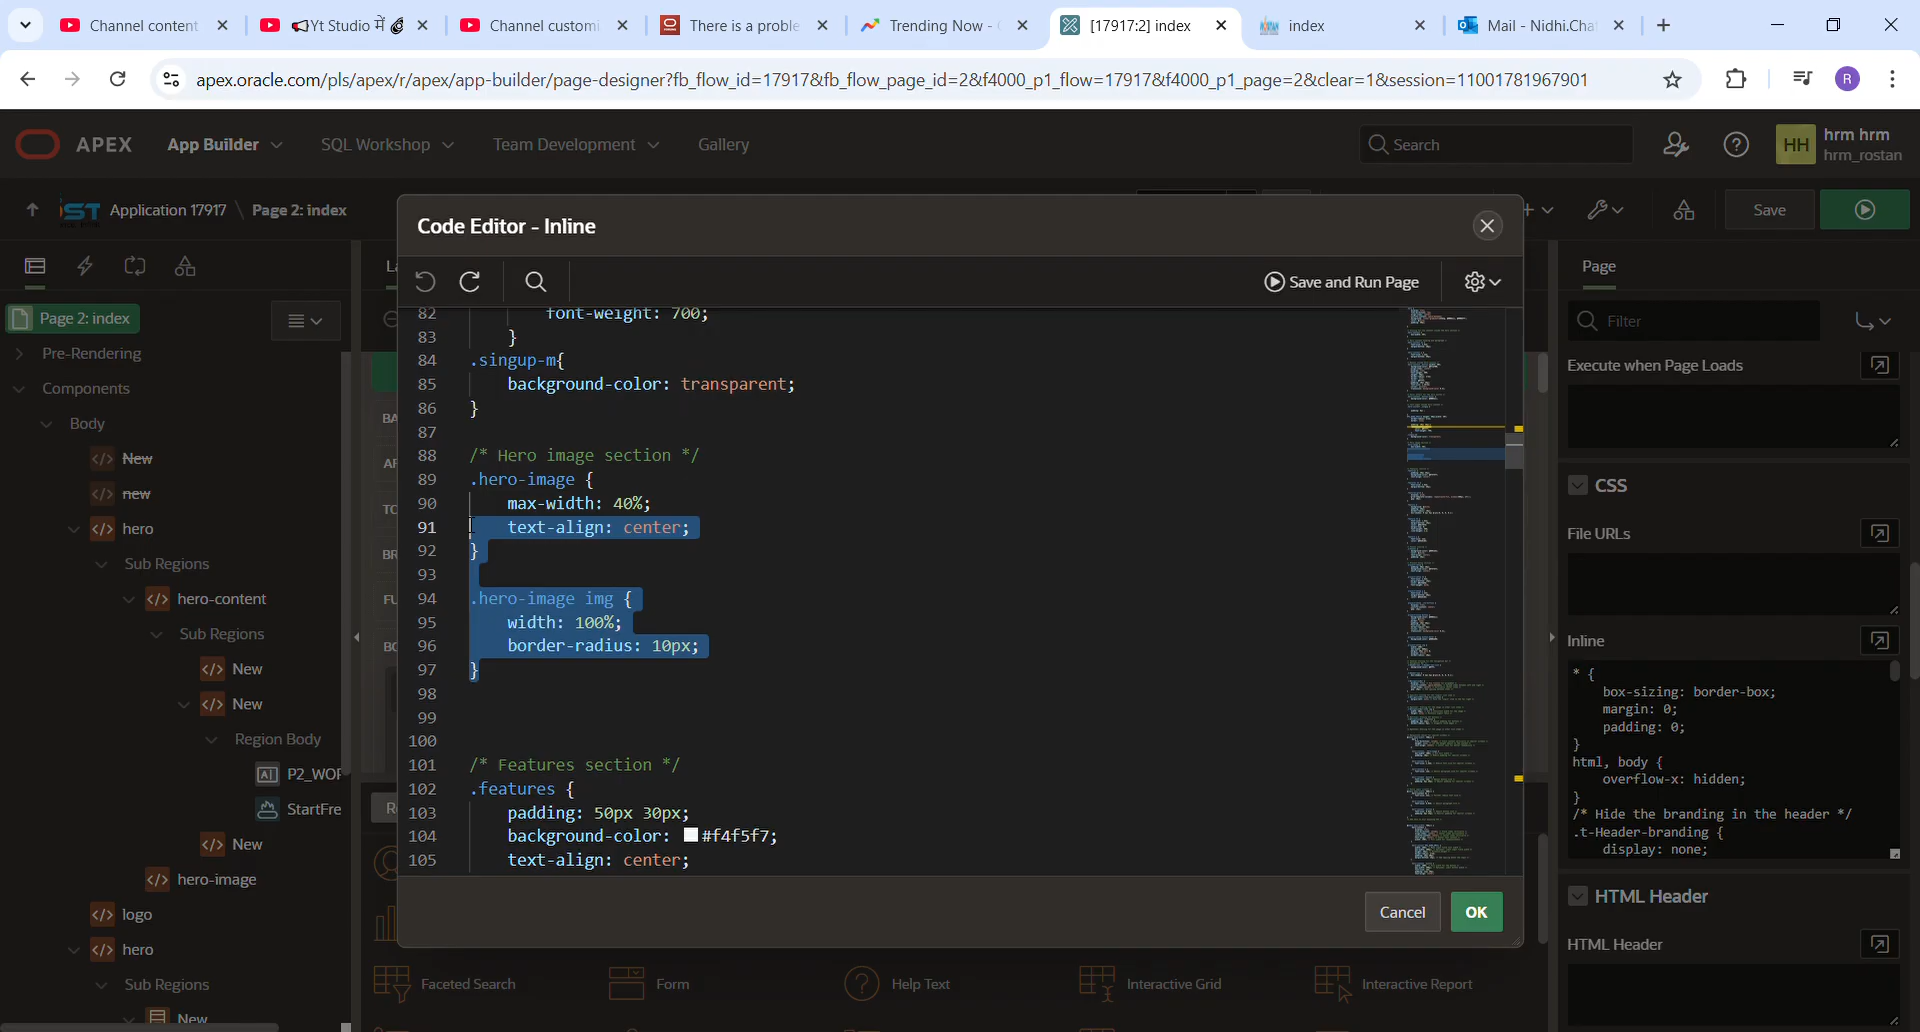 Channel content
📢Yt Studio में
Channel customi
There is a proble
Trending Now - G
[17917:2] index
index
Mail - Nidhi.Cha
apex.oracle.com/pls/apex/r/apex/app-builder/page-designer?fb_flow_id=17917&fb_flow_page_id=2&f4000_p1_flow=17917&f4000_p1_page=2&clear=1&session=11001781967901
R
APEX
App Builder
SQL Workshop
Team Development
Gallery
Search
HH
hrm hrm
hrm_rostan
Application 17917 \ Page 2: index
Save
Code Editor - Inline
Save and Run Page
Page 2: index
Pre-Rendering
Components
Body
New
new
hero
Sub Regions
hero-content
Sub Regions
New
New
Region Body
P2_WOR
StartFre
New
hero-image
logo
hero
Sub Regions
New
82 font-weight: 700;
83 }
84 .singup-m{
85 background-color: transparent;
86 }
87
88 /* Hero image section */
89 .hero-image {
90 max-width: 40%;
91 text-align: center;
92 }
93
94 .hero-image img {
95 width: 100%;
96 border-radius: 10px;
97 }
98
99
100
101 /* Features section */
102 .features {
103 padding: 50px 30px;
104 background-color: #f4f5f7;
105 text-align: center;
Cancel
OK
Faceted Search
Form
Help Text
Interactive Grid
Interactive Report
Page
Filter
Execute when Page Loads
CSS
File URLs
Inline
* {
box-sizing: border-box;
margin: 0;
padding: 0;
}
html, body {
overflow-x: hidden;
}
/* Hide the branding in the header */
.t-Header-branding {
display: none;
HTML Header
HTML Header